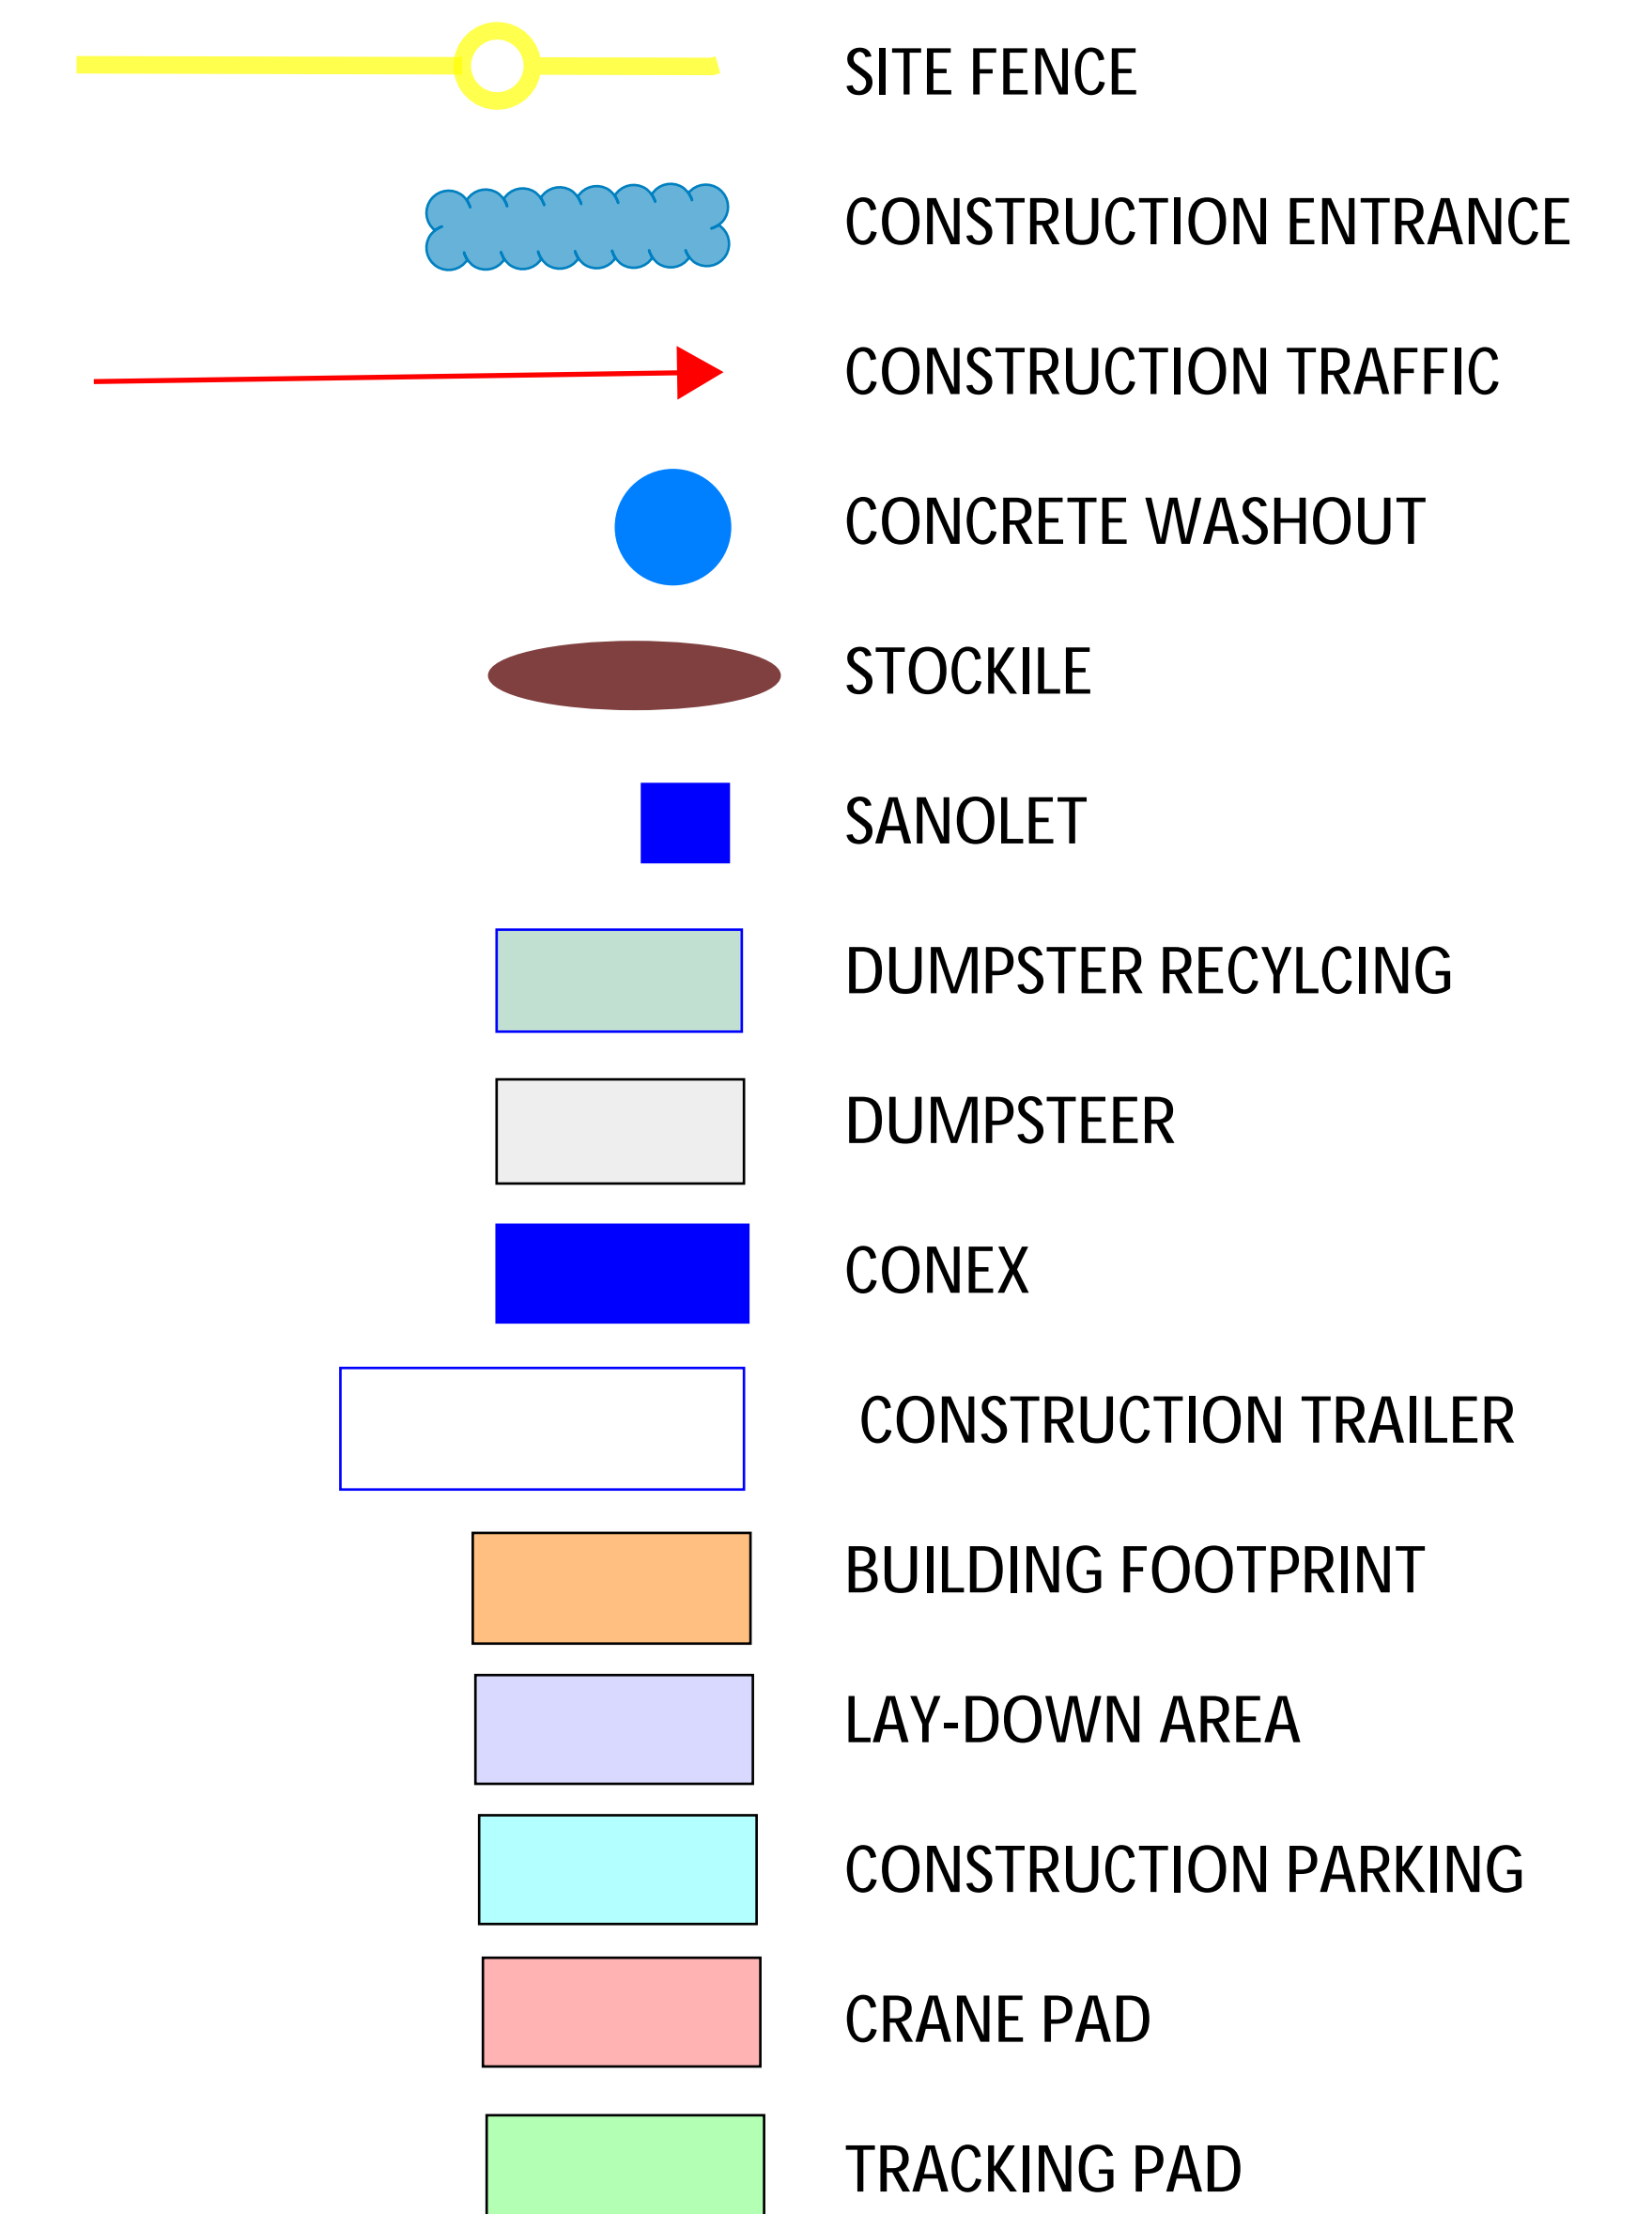 SITE FENCE
CONSTRUCTION ENTRANCE
CONSTRUCTION TRAFFIC
CONCRETE WASHOUT
STOCKILE
SANOLET
DUMPSTER RECYLCING
DUMPSTEER
CONEX
CONSTRUCTION TRAILER
BUILDING FOOTPRINT
LAY-DOWN AREA
CONSTRUCTION PARKING
CRANE PAD
TRACKING PAD